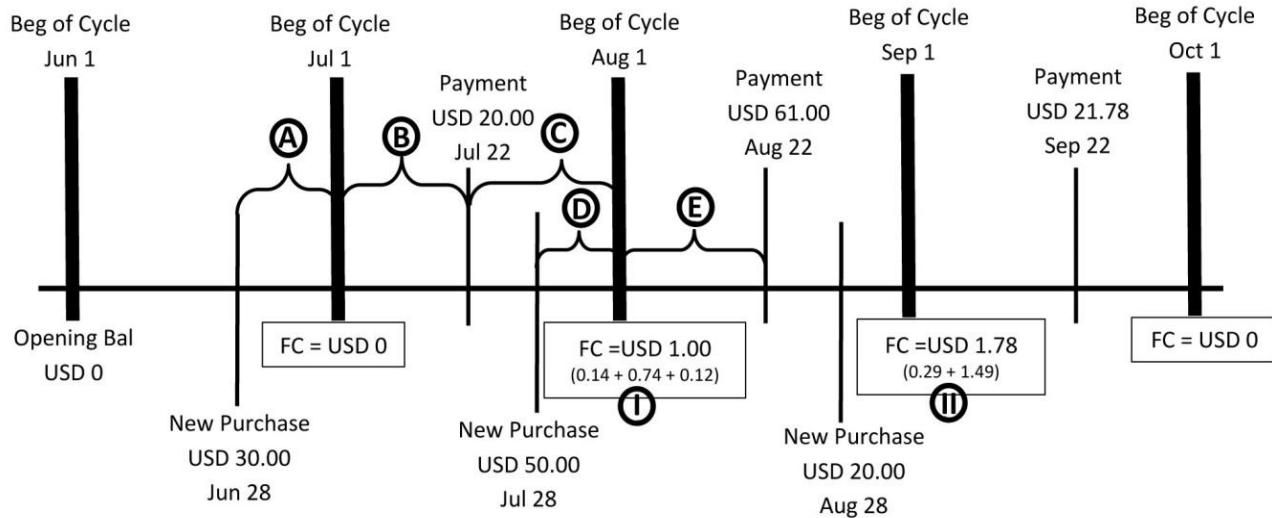 Beg of Cycle
Jun 1
Beg of Cycle
Jul 1
Beg of Cycle
Aug 1
Beg of Cycle
Sep 1
Beg of Cycle
Oct 1
Payment
USD 20.00
Jul 22
Payment
USD 61.00
Aug 22
Payment
USD 21.78
Sep 22
A
B
C
D
E
Opening Bal
USD 0
FC = USD 0
FC =USD 1.00
(0.14 + 0.74 + 0.12)
I
FC =USD 1.78
(0.29 + 1.49)
II
FC = USD 0
New Purchase
USD 30.00
Jun 28
New Purchase
USD 50.00
Jul 28
New Purchase
USD 20.00
Aug 28